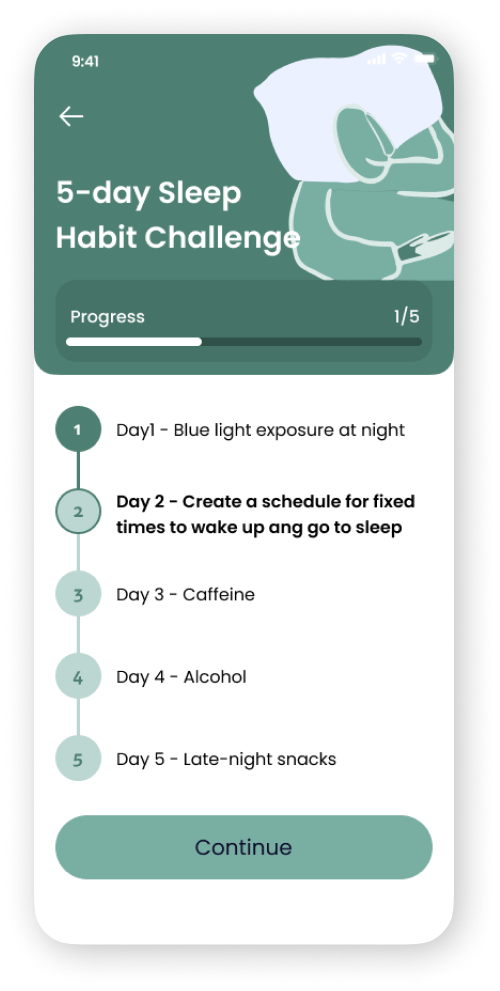 9:41
5-day Sleep
Habit Challenge
Progress 1/5
1 Day1 - Blue light exposure at night
2 Day 2 - Create a schedule for fixed
times to wake up ang go to sleep
3 Day 3 - Caffeine
4 Day 4 - Alcohol
5 Day 5 - Late-night snacks
Continue